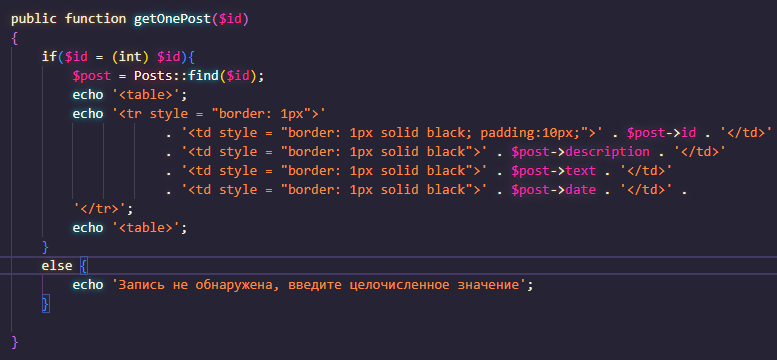 public function getOnePost($id)
{
if($id = (int) $id){
$post = Posts::find($id);
echo '<table>';
echo '<tr style = "border: 1px">'
. '<td style = "border: 1px solid black; padding:10px;">' . $post->id . '</td>'
. '<td style = "border: 1px solid black">' . $post->description . '</td>'
. '<td style = "border: 1px solid black">' . $post->text . '</td>'
. '<td style = "border: 1px solid black">' . $post->date . '</td>' .
'</tr>';
echo '<table>';
}
else {
echo 'Запись не обнаружена, введите целочисленное значение';
}
}